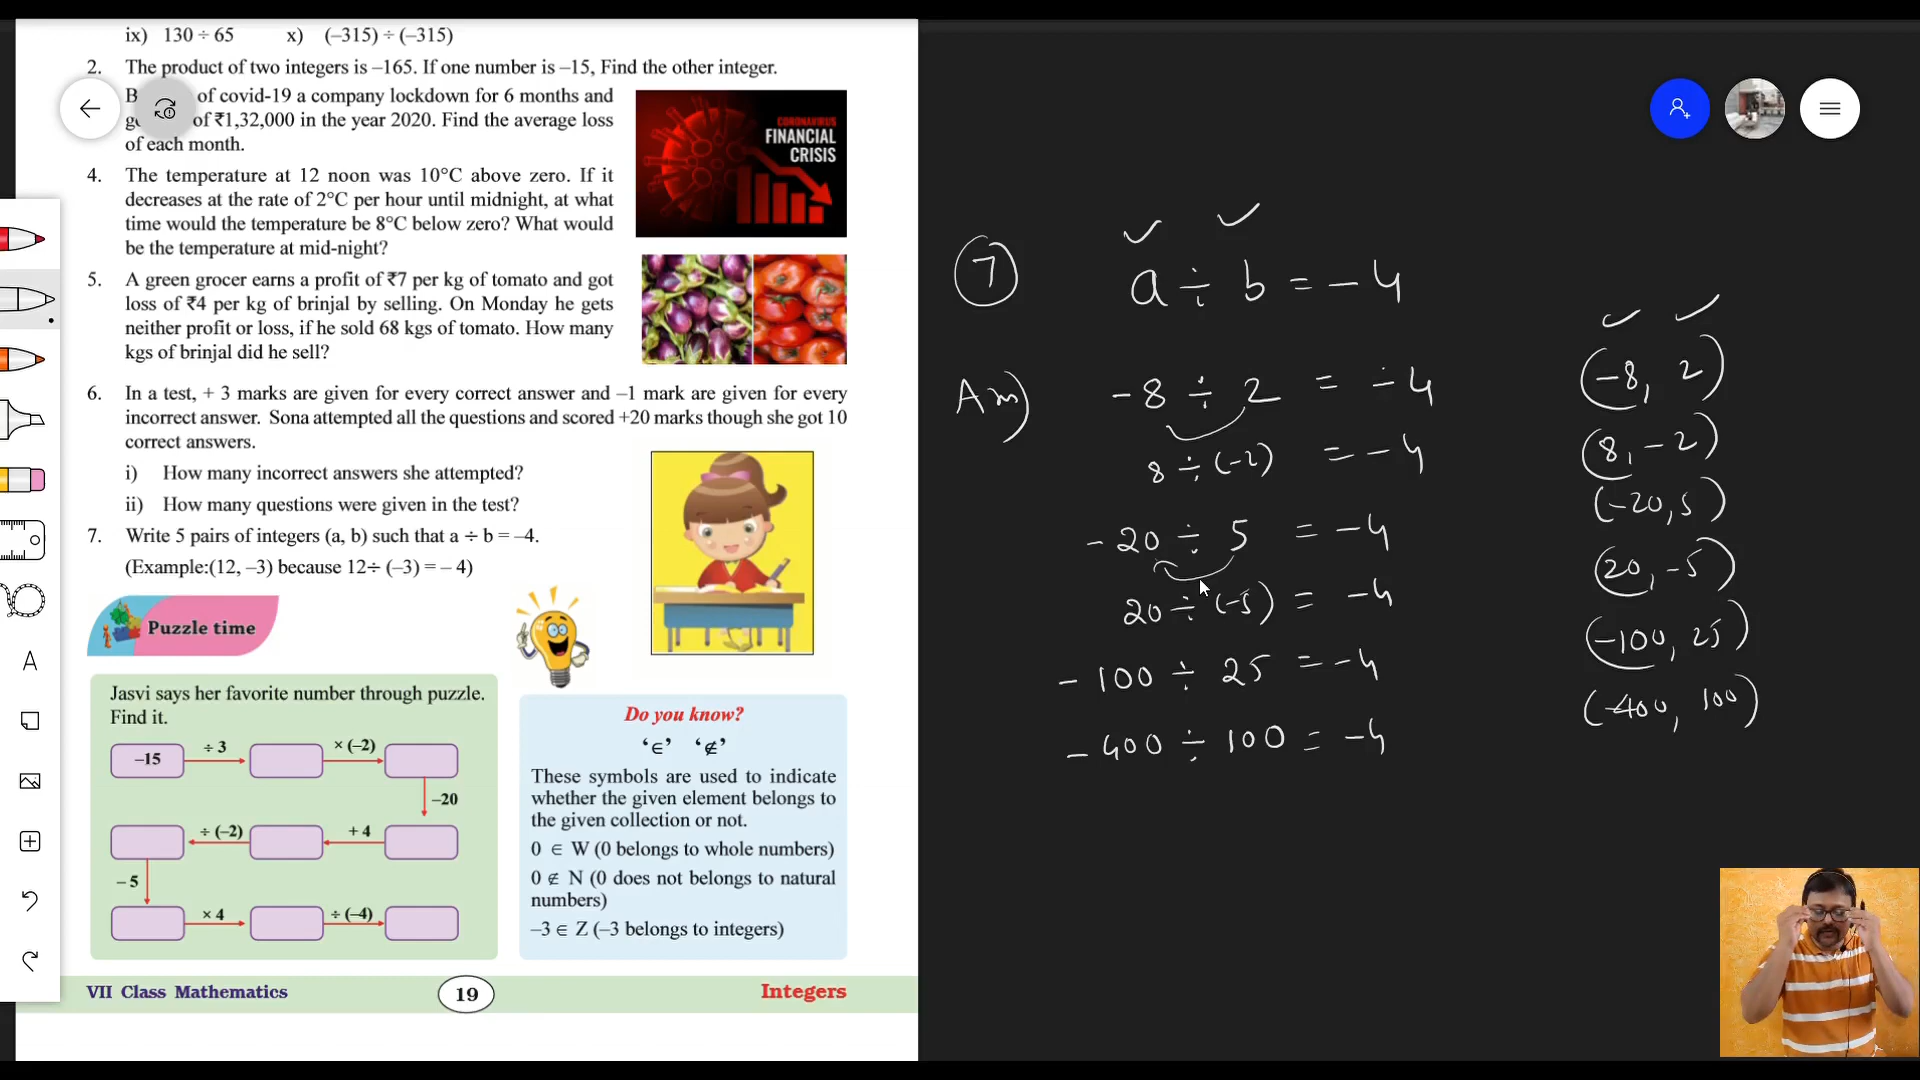 ix) 130 ÷ 65 x) (–315) ÷ (–315)
2. The product of two integers is –165. If one number is –15, Find the other integer.
of covid-19 a company lockdown for 6 months and
of ₹1,32,000 in the year 2020. Find the average loss
of each month.
CORONAVIRUS
FINANCIAL
CRISIS
4. The temperature at 12 noon was 10°C above zero. If it
decreases at the rate of 2°C per hour until midnight, at what
time would the temperature be 8°C below zero? What would
be the temperature at mid-night?
5. A green grocer earns a profit of ₹7 per kg of tomato and got
loss of ₹4 per kg of brinjal by selling. On Monday he gets
neither profit or loss, if he sold 68 kgs of tomato. How many
kgs of brinjal did he sell?
6. In a test, + 3 marks are given for every correct answer and –1 mark are given for every
incorrect answer. Sona attempted all the questions and scored +20 marks though she got 10
correct answers.
i) How many incorrect answers she attempted?
ii) How many questions were given in the test?
7. Write 5 pairs of integers (a, b) such that a ÷ b = –4.
(Example:(12, –3) because 12÷ (–3) = – 4)
Puzzle time
Jasvi says her favorite number through puzzle.
Find it.
–15 ÷ 3 × (–2)
–20
÷ (–2) + 4
– 5
× 4 ÷ (–4)
Do you know?
‘∈’ ‘∉’
These symbols are used to indicate
whether the given element belongs to
the given collection or not.
0 ∈ W (0 belongs to whole numbers)
0 ∉ N (0 does not belongs to natural
numbers)
–3 ∈ Z (–3 belongs to integers)
VII Class Mathematics 19 Integers
7 a ÷ b = -4
Ans) -8 ÷ 2 = -4 (-8, 2)
8 ÷ (-2) = -4 (8, -2)
-20 ÷ 5 = -4 (-20, 5)
20 ÷ (-5) = -4 (20, -5)
-100 ÷ 25 = -4 (-100, 25)
-400 ÷ 100 = -4 (-400, 100)